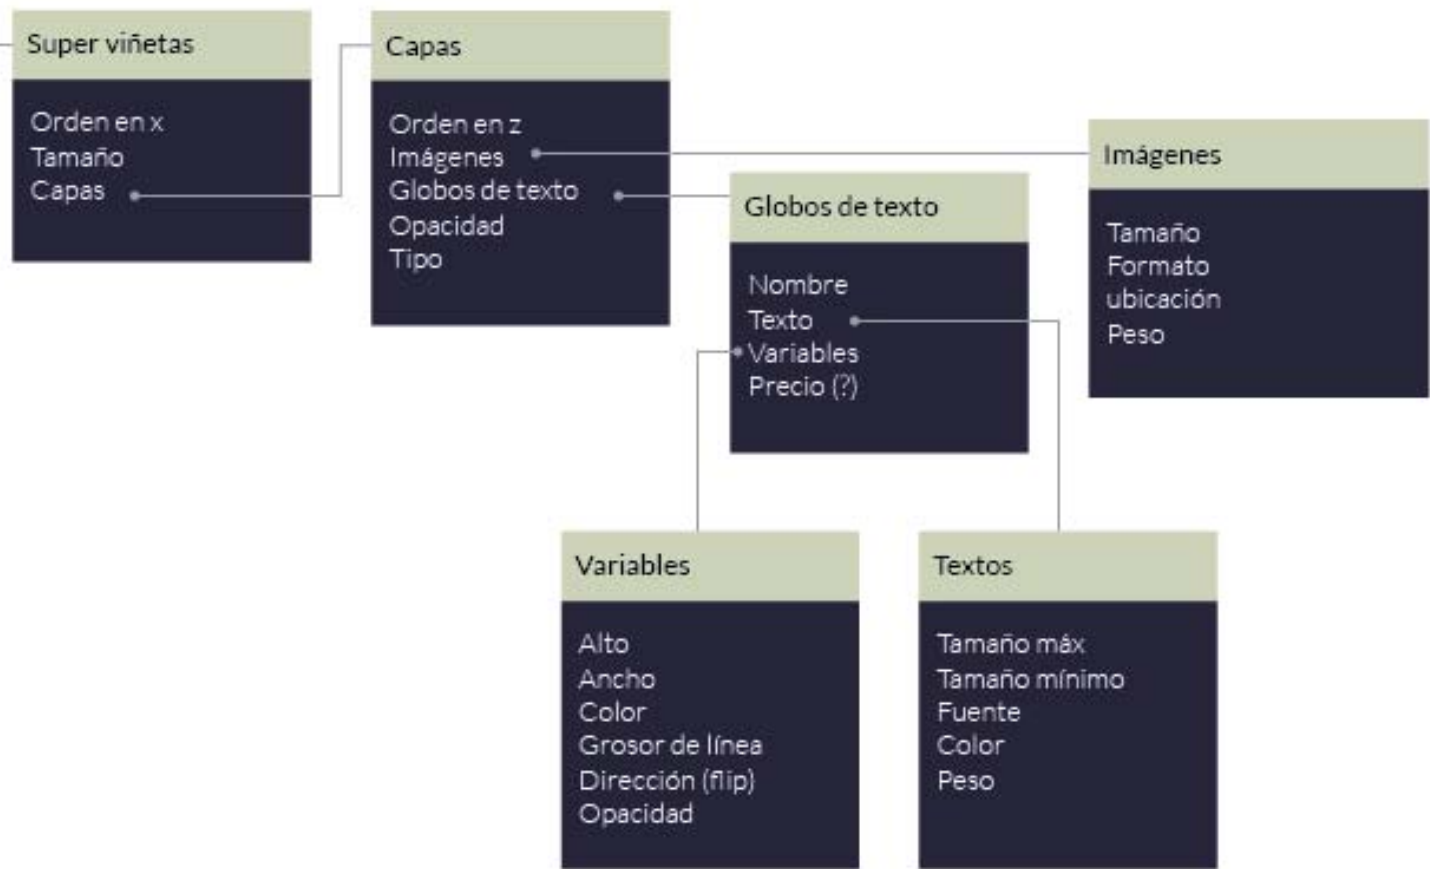 Super viñetas
Orden en x
Tamaño
Capas
Capas
Orden en z
Imágenes
Globos de texto
Opacidad
Tipo
Globos de texto
Nombre
Texto
Variables
Precio (?)
Imágenes
Tamaño
Formato
ubicación
Peso
Variables
Alto
Ancho
Color
Grosor de línea
Dirección (flip)
Opacidad
Textos
Tamaño máx
Tamaño mínimo
Fuente
Color
Peso